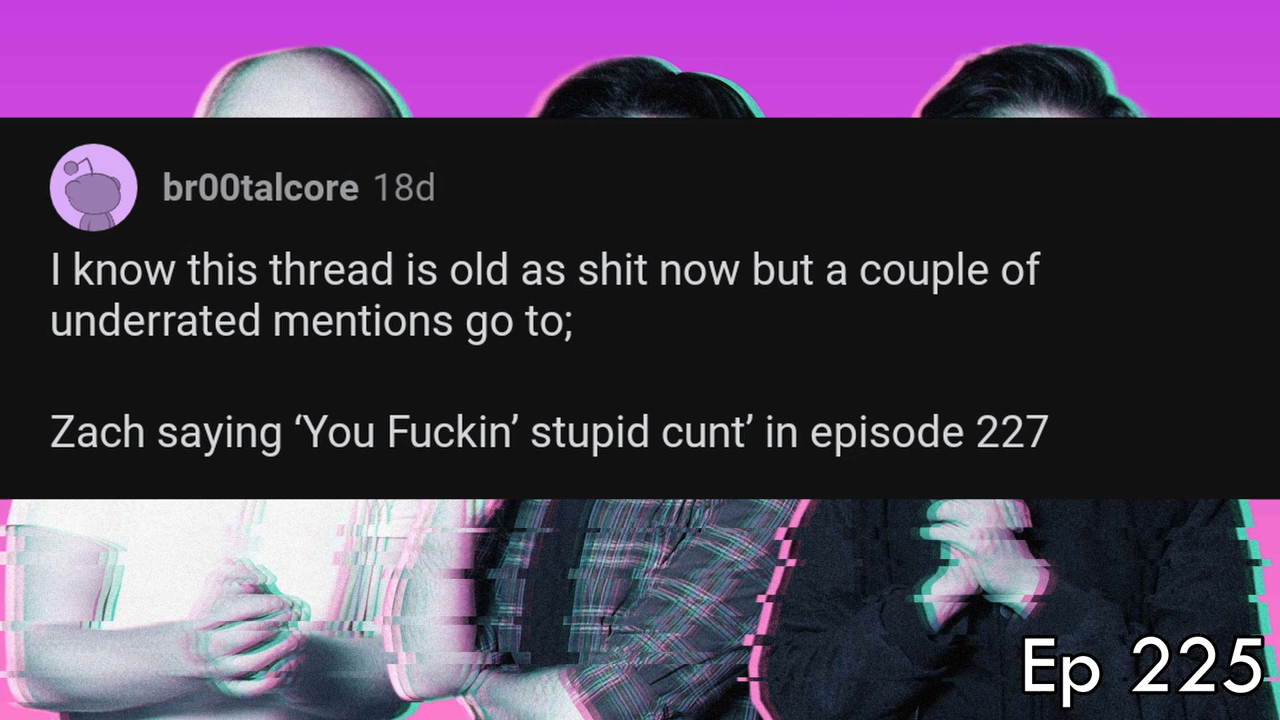 br00talcore 18d
I know this thread is old as shit now but a couple of
underrated mentions go to;
Zach saying ‘You Fuckin’ stupid cunt’ in episode 227
Ep 225